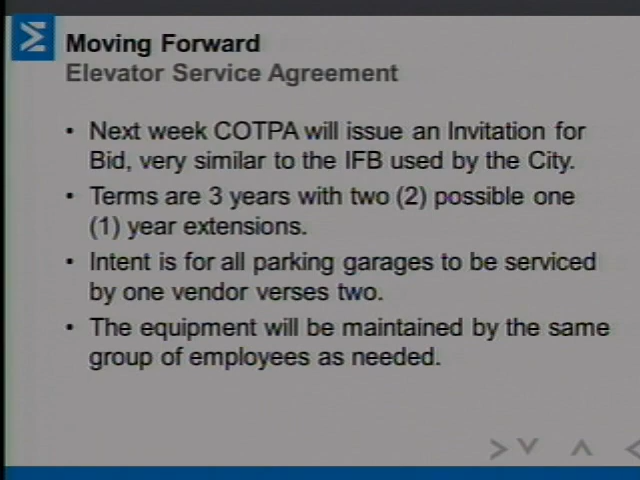 Moving Forward
Elevator Service Agreement
• Next week COTPA will issue an Invitation for
Bid, very similar to the IFB used by the City.
• Terms are 3 years with two (2) possible one
(1) year extensions.
• Intent is for all parking garages to be serviced
by one vendor verses two.
• The equipment will be maintained by the same
group of employees as needed.